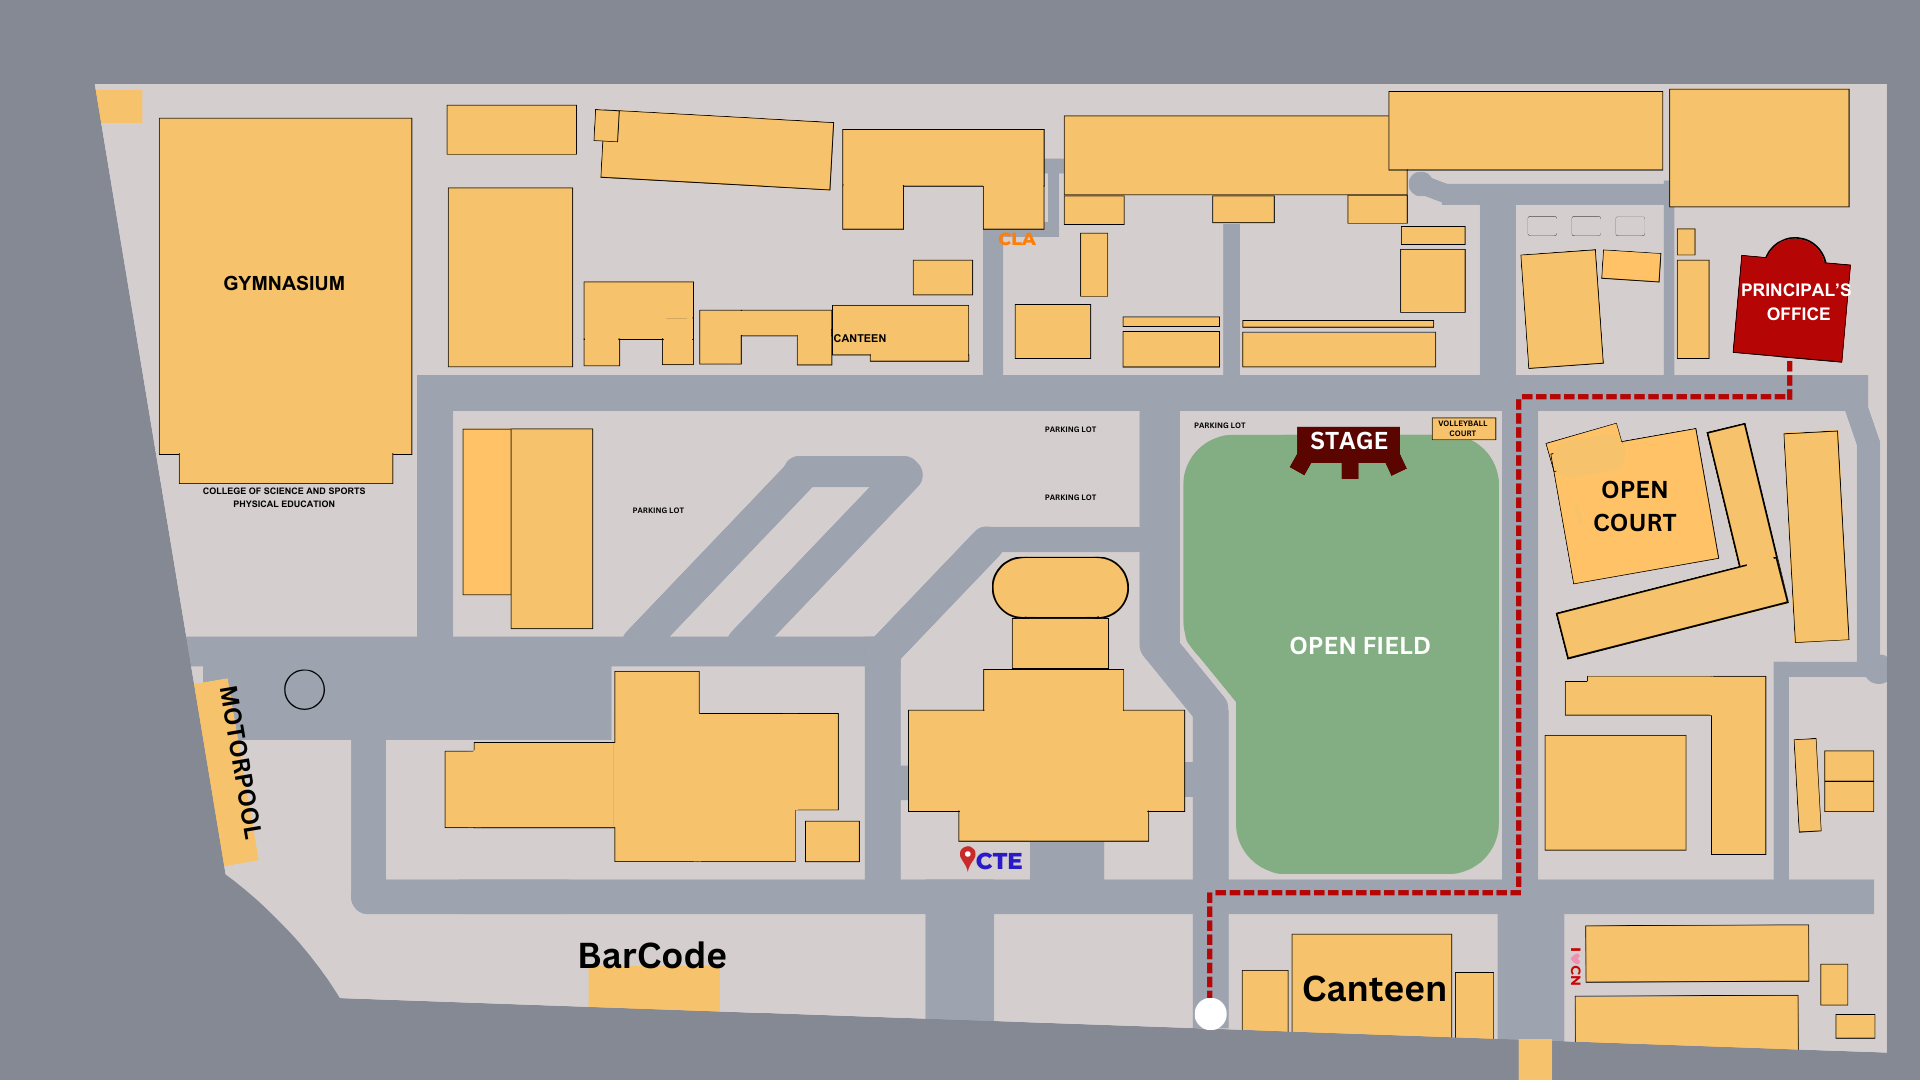 CLA
GYMNASIUM
PRINCIPAL'S
OFFICE
CANTEEN
PARKING LOT
PARKING LOT
VOLLEYBALL
COURT
STAGE
COLLEGE OF SCIENCE AND SPORTS
PHYSICAL EDUCATION
PARKING LOT
PARKING LOT
OPEN
COURT
OPEN FIELD
MOTORPOOL
CTE
BarCode
Canteen
I CN